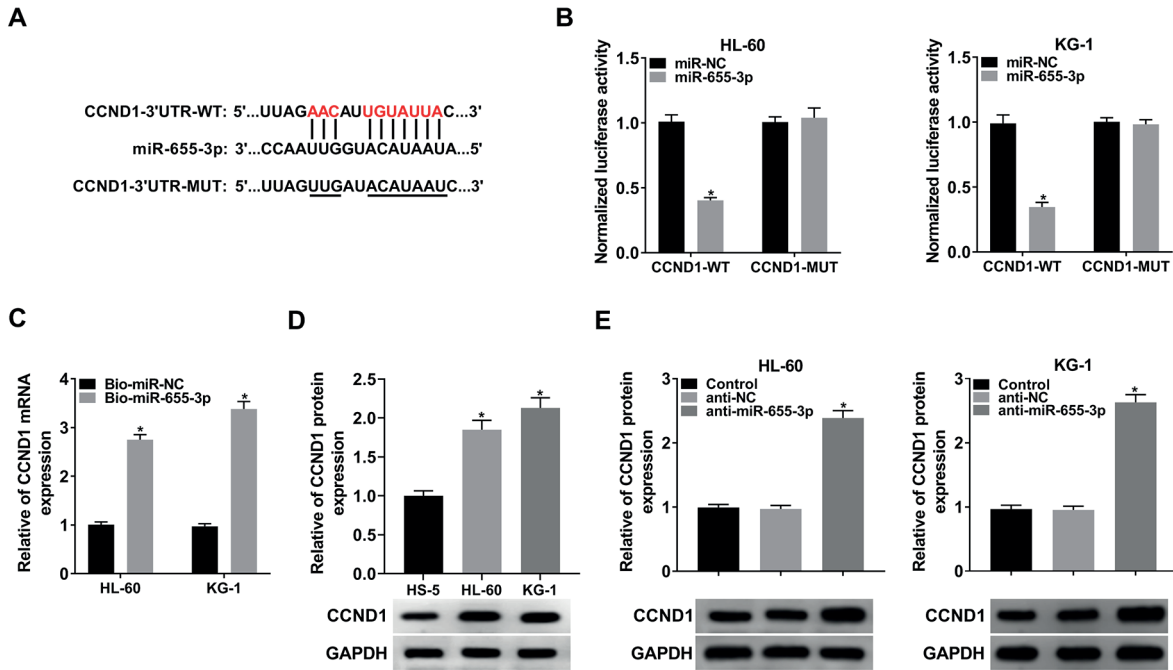 A
CCND1-3'UTR-WT: 5'...UUAGAACAUUGUAUUAC...3'
miR-655-3p: 3'...CCAAUUGGUACAUAAUA...5'
CCND1-3'UTR-MUT: 5'...UUAGUUGAUACAUAAUC...3'
B
HL-60
miR-NC
miR-655-3p
Normalized luciferase activity
1.5
1.0
0.5
0.0
*
CCND1-WT CCND1-MUT
KG-1
miR-NC
miR-655-3p
Normalized luciferase activity
1.5
1.0
0.5
0.0
*
CCND1-WT CCND1-MUT
C
Relative of CCND1 mRNA
expression
Bio-miR-NC
Bio-miR-655-3p
4
3
2
1
0
* *
HL-60 KG-1
D
Relative of CCND1 protein
expression
2.5
2.0
1.5
1.0
0.5
0.0
* *
HS-5 HL-60 KG-1
CCND1
GAPDH
E
HL-60
Control
anti-NC
anti-miR-655-3p
Relative of CCND1 protein
expression
3
2
1
0
*
CCND1
GAPDH
KG-1
Control
anti-NC
anti-miR-655-3p
Relative of CCND1 protein
expression
3
2
1
0
*
CCND1
GAPDH